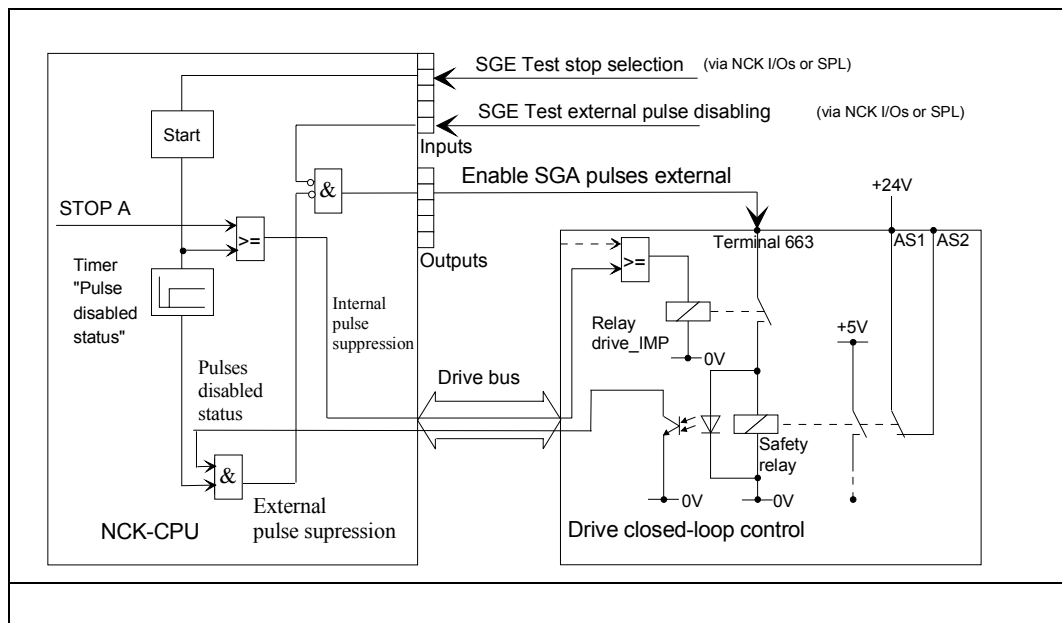 SGE Test stop selection (via NCK I/Os or SPL)
SGE Test external pulse disabling (via NCK I/Os or SPL)
Start
Inputs
&
Enable SGA pulses external
+24V
STOP A
>=
Terminal 663
AS1 AS2
Outputs
>=
Timer
"Pulse
disabled
status"
Internal
pulse
suppression
Relay
drive_IMP
+5V
0V
Pulses
disabled
status
Drive bus
Safety
relay
&
External
pulse supression
0V
0V
NCK-CPU
Drive closed-loop control